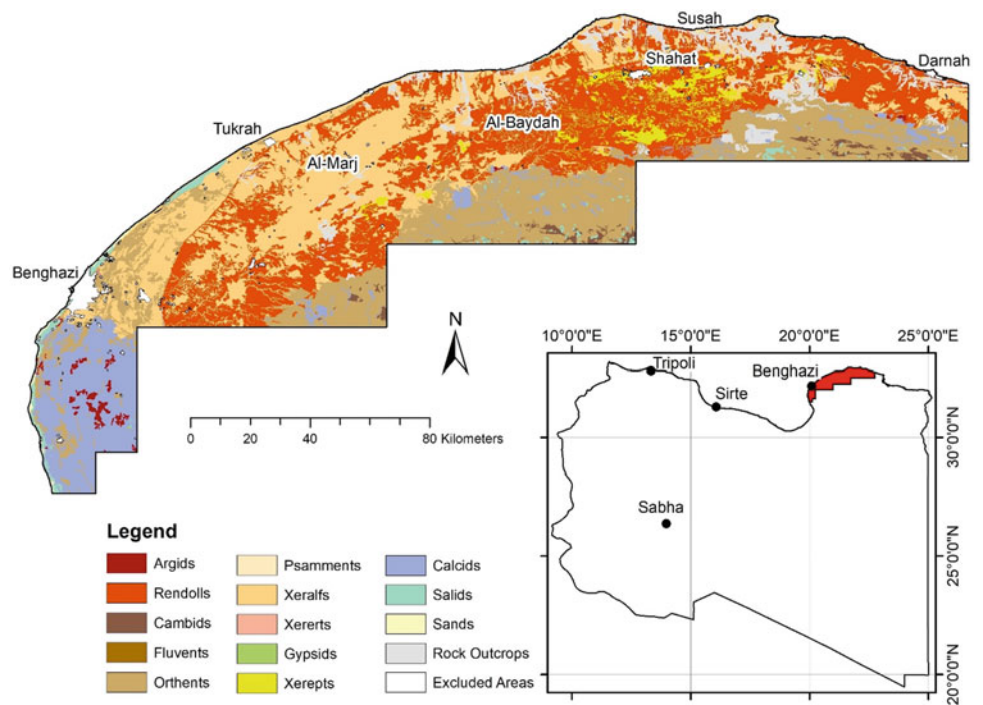 Susah
Shahat
Darnah
Tukrah
Al-Baydah
Al-Marj
Benghazi
N
0 20 40 80 Kilometers
10°0'0"E 15°0'0"E 20°0'0"E 25°0'0"E
Tripoli
Benghazi
Sirte
Sabha
30°0'0"N
25°0'0"N
20°0'0"N
Legend
Argids
Rendolls
Cambids
Fluvents
Orthents
Psamments
Xeralfs
Xererts
Gypsids
Xerepts
Calcids
Salids
Sands
Rock Outcrops
Excluded Areas